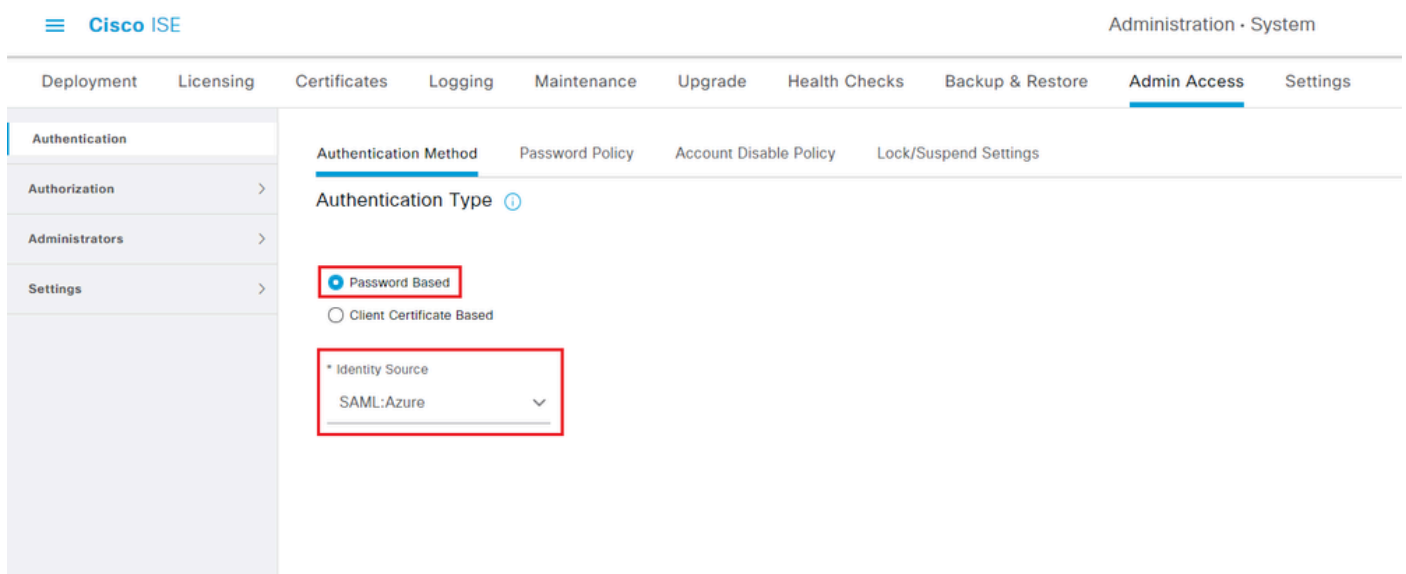 Cisco ISE
Administration · System
Deployment Licensing Certificates Logging Maintenance Upgrade Health Checks Backup & Restore Admin Access Settings
Authentication
Authorization
Administrators
Settings
Authentication Method Password Policy Account Disable Policy Lock/Suspend Settings
Authentication Type
Password Based
Client Certificate Based
* Identity Source
SAML:Azure